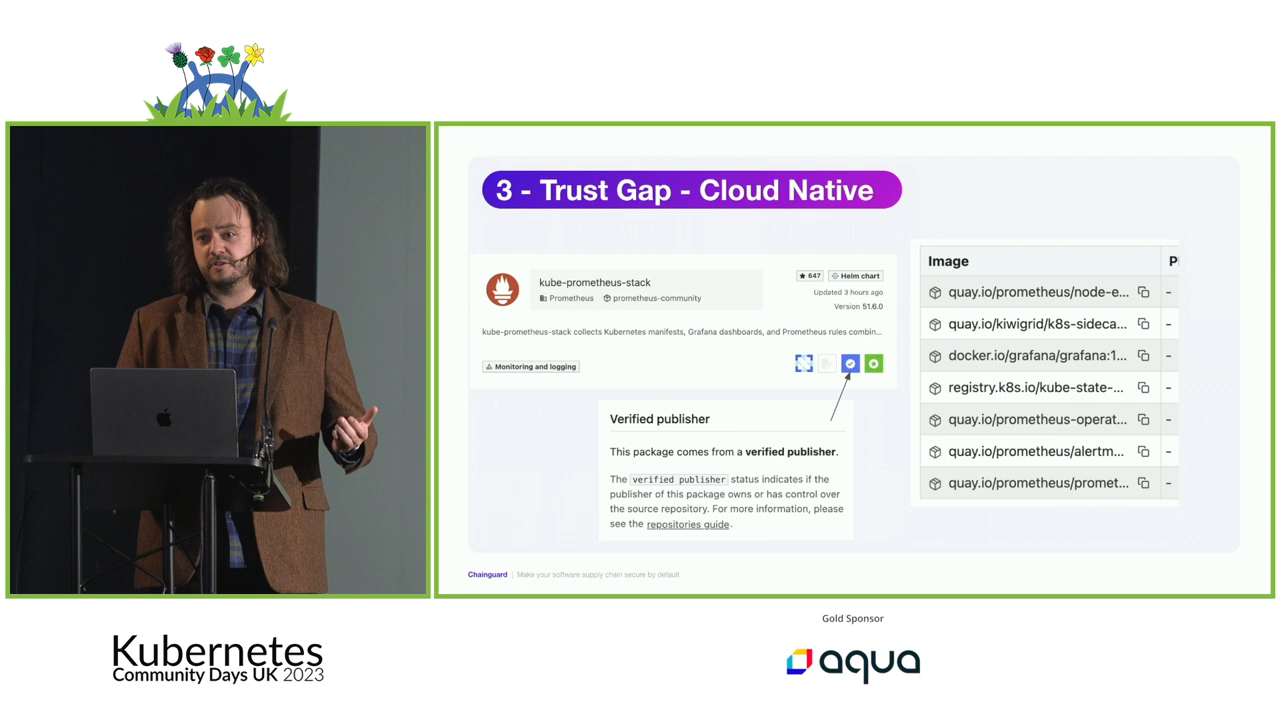 3 - Trust Gap - Cloud Native
kube-prometheus-stack
Prometheus
prometheus-community
★ 647
Helm chart
Updated 3 hours ago
Version 51.6.0
kube-prometheus-stack collects Kubernetes manifests, Grafana dashboards, and Prometheus rules combin...
Monitoring and logging
Verified publisher
This package comes from a verified publisher.
The verified publisher status indicates if the
publisher of this package owns or has control over
the source repository. For more information, please
see the repositories guide.
Image
quay.io/prometheus/node-e... -
quay.io/kiwigrid/k8s-sideca... -
docker.io/grafana/grafana:1... -
registry.k8s.io/kube-state-... -
quay.io/prometheus-operat... -
quay.io/prometheus/alertm... -
quay.io/prometheus/promet... -
Chainguard | Make your software supply chain secure by default
Kubernetes
Community Days UK 2023
Gold Sponsor
aqua